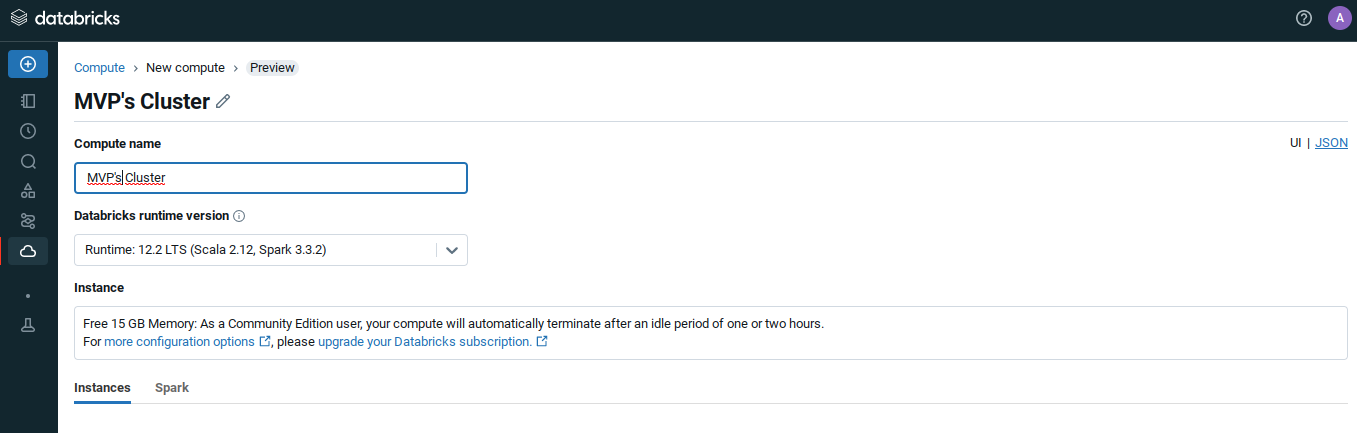 databricks
A
Compute › New compute › Preview
MVP's Cluster
Compute name
UI | JSON
MVP's Cluster
Databricks runtime version
Runtime: 12.2 LTS (Scala 2.12, Spark 3.3.2)
Instance
Free 15 GB Memory: As a Community Edition user, your compute will automatically terminate after an idle period of one or two hours.
For more configuration options, please upgrade your Databricks subscription.
Instances Spark